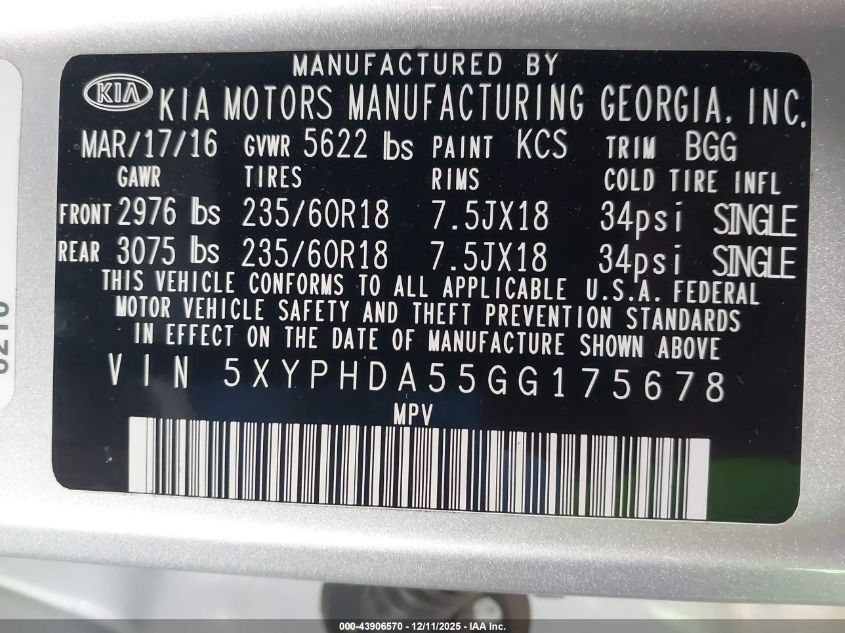 MANUFACTURED BY
KIA KIA MOTORS MANUFACTURING GEORGIA, INC.
MAR/17/16 GVWR 5622 lbs PAINT KCS TRIM BGG
GAWR TIRES RIMS COLD TIRE INFL
FRONT 2976 lbs 235/60R18 7.5JX18 34psi SINGLE
REAR 3075 lbs 235/60R18 7.5JX18 34psi SINGLE
THIS VEHICLE CONFORMS TO ALL APPLICABLE U.S.A. FEDERAL
MOTOR VEHICLE SAFETY AND THEFT PREVENTION STANDARDS
IN EFFECT ON THE DATE OF MANUFACTURE SHOWN ABOVE
VIN 5XYPHDA55GG175678
MPV
000-43906570 - 12/11/2025 - IAA Inc.